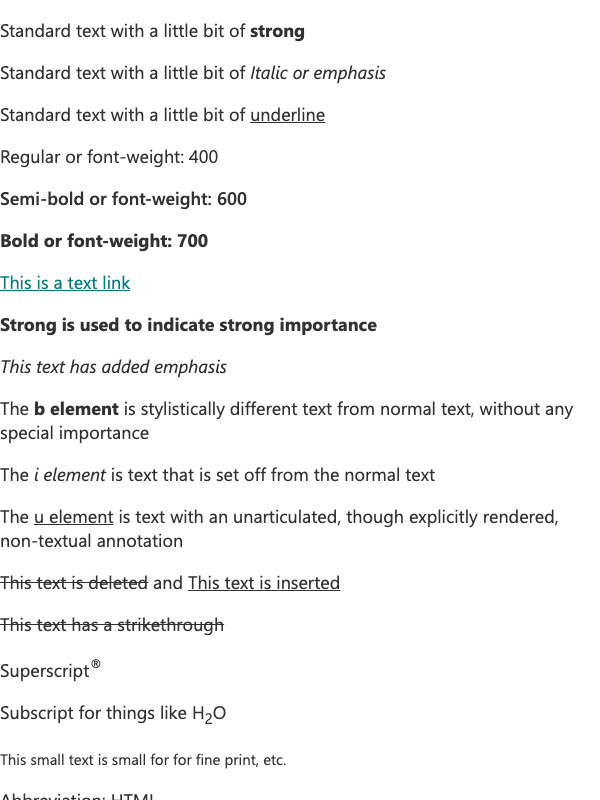 Standard text with a little bit of strong
Standard text with a little bit of Italic or emphasis
Standard text with a little bit of underline
Regular or font-weight: 400
Semi-bold or font-weight: 600
Bold or font-weight: 700
This is a text link
Strong is used to indicate strong importance
This text has added emphasis
The b element is stylistically different text from normal text, without any
special importance
The i element is text that is set off from the normal text
The u element is text with an unarticulated, though explicitly rendered,
non-textual annotation
This text is deleted and This text is inserted
This text has a strikethrough
Superscript®
Subscript for things like H₂O
This small text is small for for fine print, etc.
Abbreviation: HTML